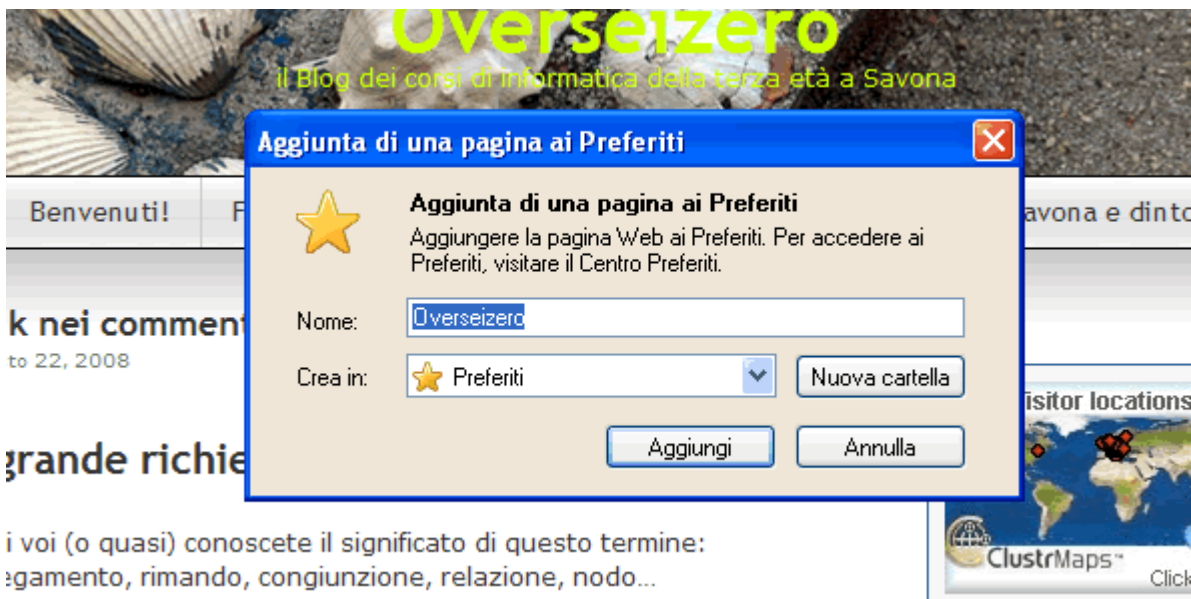 Overseizero
il Blog dei corsi di informatica della terza età a Savona
Aggiunta di una pagina ai Preferiti
Benvenuti!
Aggiunta di una pagina ai Preferiti
Aggiungere la pagina Web ai Preferiti. Per accedere ai
Preferiti, visitare il Centro Preferiti.
avona e dinto
k nei comment
to 22, 2008
Nome: Overseizero
Crea in: Preferiti Nuova cartella
Aggiungi Annulla
isitor locations
grande richie
ClustrMaps™
Click
i voi (o quasi) conoscete il significato di questo termine:
egamento, rimando, congiunzione, relazione, nodo...